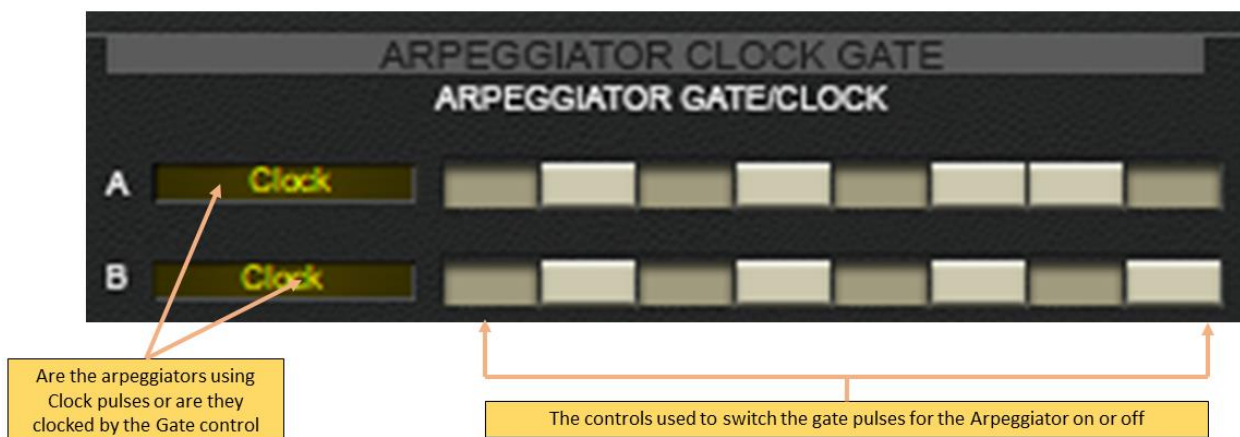 ARPEGGIATOR CLOCK GATE
ARPEGGIATOR GATE/CLOCK
A Clock
B Clock
Are the arpeggiators using
Clock pulses or are they
clocked by the Gate control
The controls used to switch the gate pulses for the Arpeggiator on or off